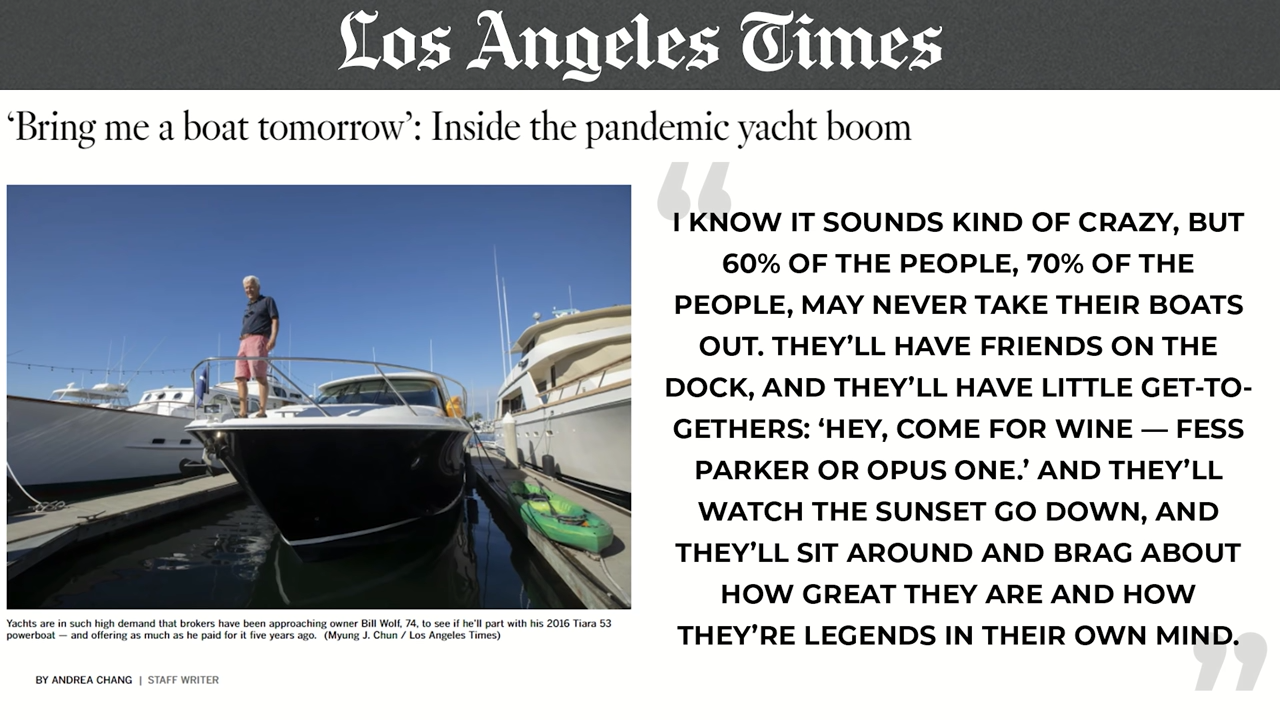 Los Angeles Times
‘Bring me a boat tomorrow’: Inside the pandemic yacht boom
“
I KNOW IT SOUNDS KIND OF CRAZY, BUT
60% OF THE PEOPLE, 70% OF THE
PEOPLE, MAY NEVER TAKE THEIR BOATS
OUT. THEY’LL HAVE FRIENDS ON THE
DOCK, AND THEY’LL HAVE LITTLE GET-TO-
GETHERS: ‘HEY, COME FOR WINE — FESS
PARKER OR OPUS ONE.’ AND THEY’LL
WATCH THE SUNSET GO DOWN, AND
THEY’LL SIT AROUND AND BRAG ABOUT
HOW GREAT THEY ARE AND HOW
THEY’RE LEGENDS IN THEIR OWN MIND.
”
Yachts are in such high demand that brokers have been approaching owner Bill Wolf, 74, to see if he’ll part with his 2016 Tiara 53
powerboat — and offering as much as he paid for it five years ago. (Myung J. Chun / Los Angeles Times)
BY ANDREA CHANG | STAFF WRITER